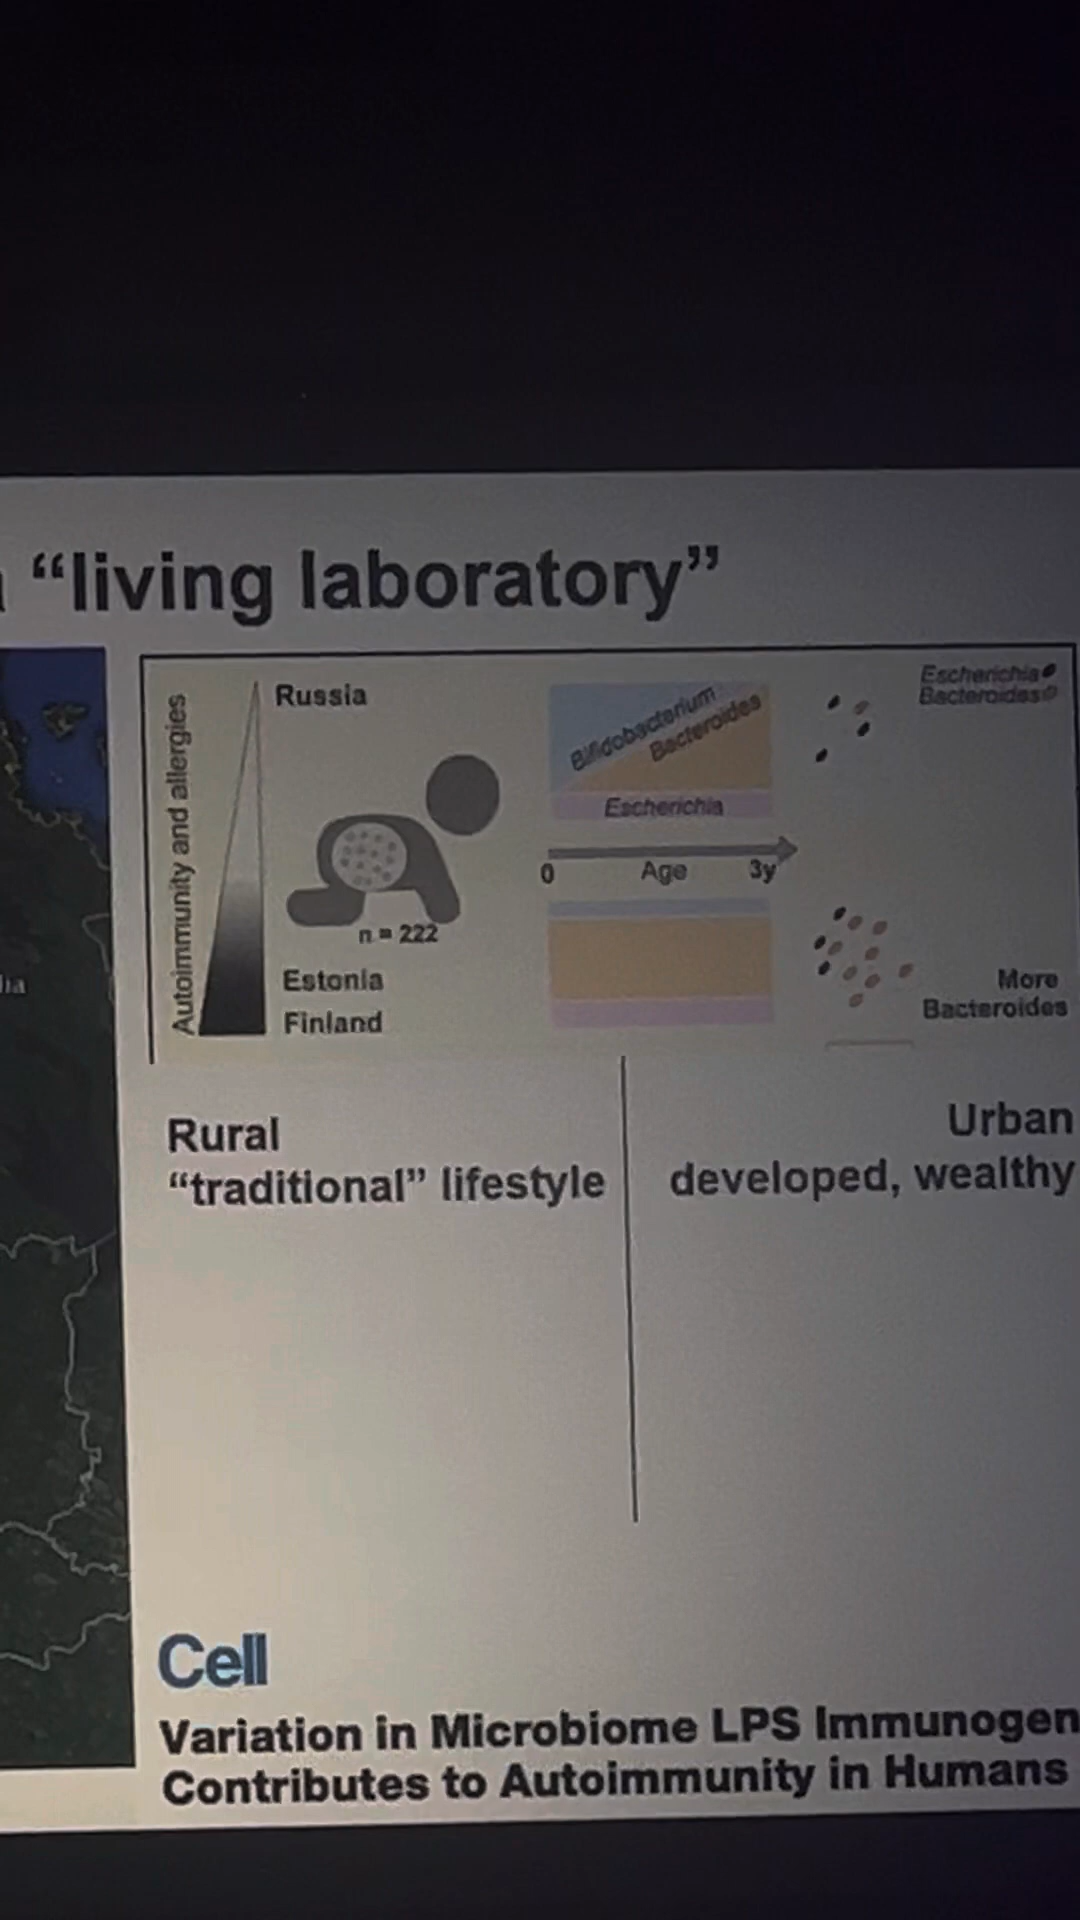 “living laboratory”
Autoimmunity and allergies
Russia
n = 222
Estonia
Finland
Bifidobacterium
Bacteroides
Escherichia
0 Age 3y
Escherichia
Bacteroides
More
Bacteroides
Rural
“traditional” lifestyle
Urban
developed, wealthy
Cell
Variation in Microbiome LPS Immunogen
Contributes to Autoimmunity in Humans